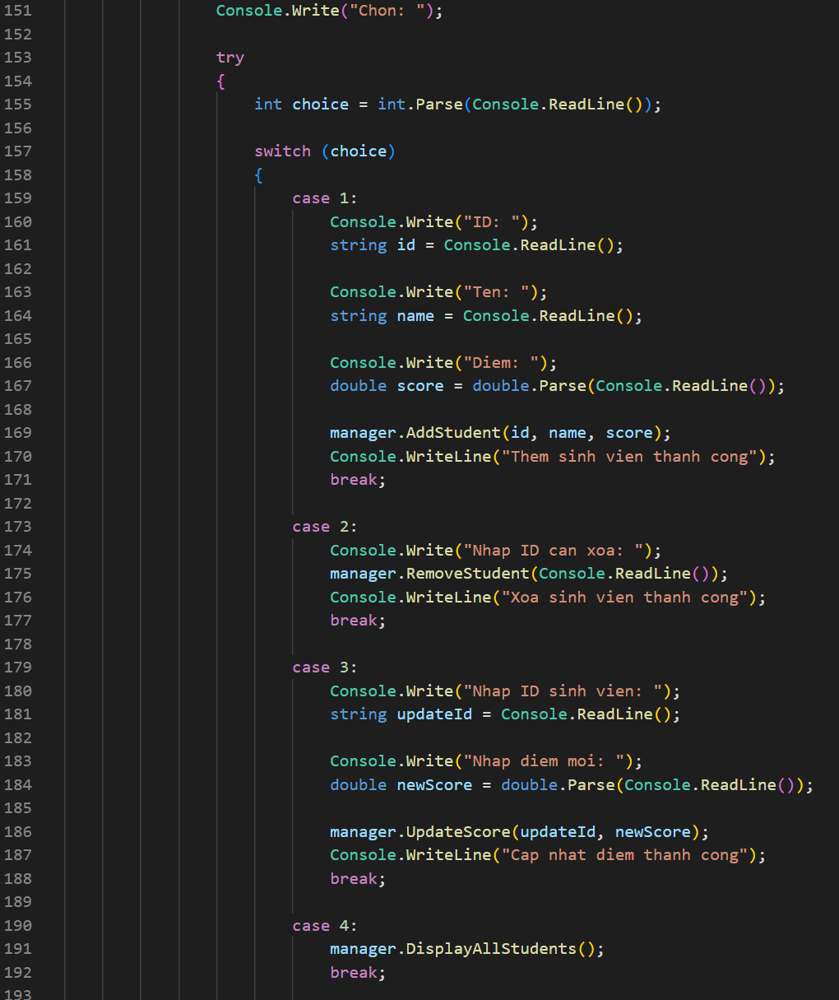 151 Console.Write("Chon: ");
152
153 try
154 {
155 int choice = int.Parse(Console.ReadLine());
156
157 switch (choice)
158 {
159 case 1:
160 Console.Write("ID: ");
161 string id = Console.ReadLine();
162
163 Console.Write("Ten: ");
164 string name = Console.ReadLine();
165
166 Console.Write("Diem: ");
167 double score = double.Parse(Console.ReadLine());
168
169 manager.AddStudent(id, name, score);
170 Console.WriteLine("Them sinh vien thanh cong");
171 break;
172
173 case 2:
174 Console.Write("Nhap ID can xoa: ");
175 manager.RemoveStudent(Console.ReadLine());
176 Console.WriteLine("Xoa sinh vien thanh cong");
177 break;
178
179 case 3:
180 Console.Write("Nhap ID sinh vien: ");
181 string updateId = Console.ReadLine();
182
183 Console.Write("Nhap diem moi: ");
184 double newScore = double.Parse(Console.ReadLine());
185
186 manager.UpdateScore(updateId, newScore);
187 Console.WriteLine("Cap nhat diem thanh cong");
188 break;
189
190 case 4:
191 manager.DisplayAllStudents();
192 break;
193